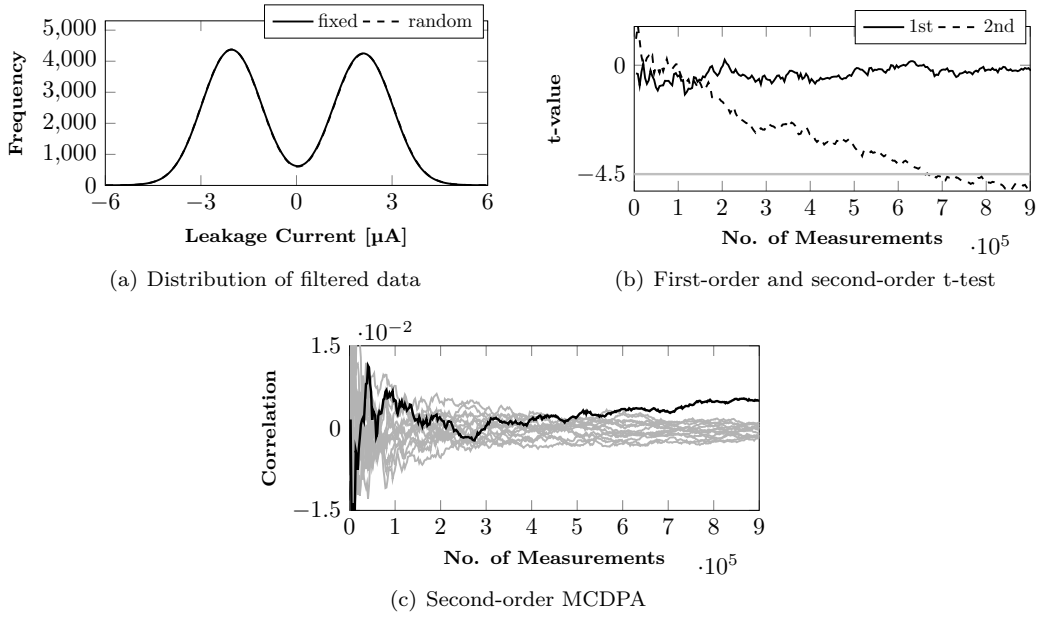 fixed random
5,000
4,000
3,000
2,000
1,000
0
Frequency
−6 −3 0 3 6
Leakage Current [µA]
(a) Distribution of filtered data
1st 2nd
0
−4.5
t-value
0 1 2 3 4 5 6 7 8 9
No. of Measurements
·10^5
(b) First-order and second-order t-test
·10^−2
1.5
0
−1.5
Correlation
0 1 2 3 4 5 6 7 8 9
No. of Measurements
·10^5
(c) Second-order MCDPA